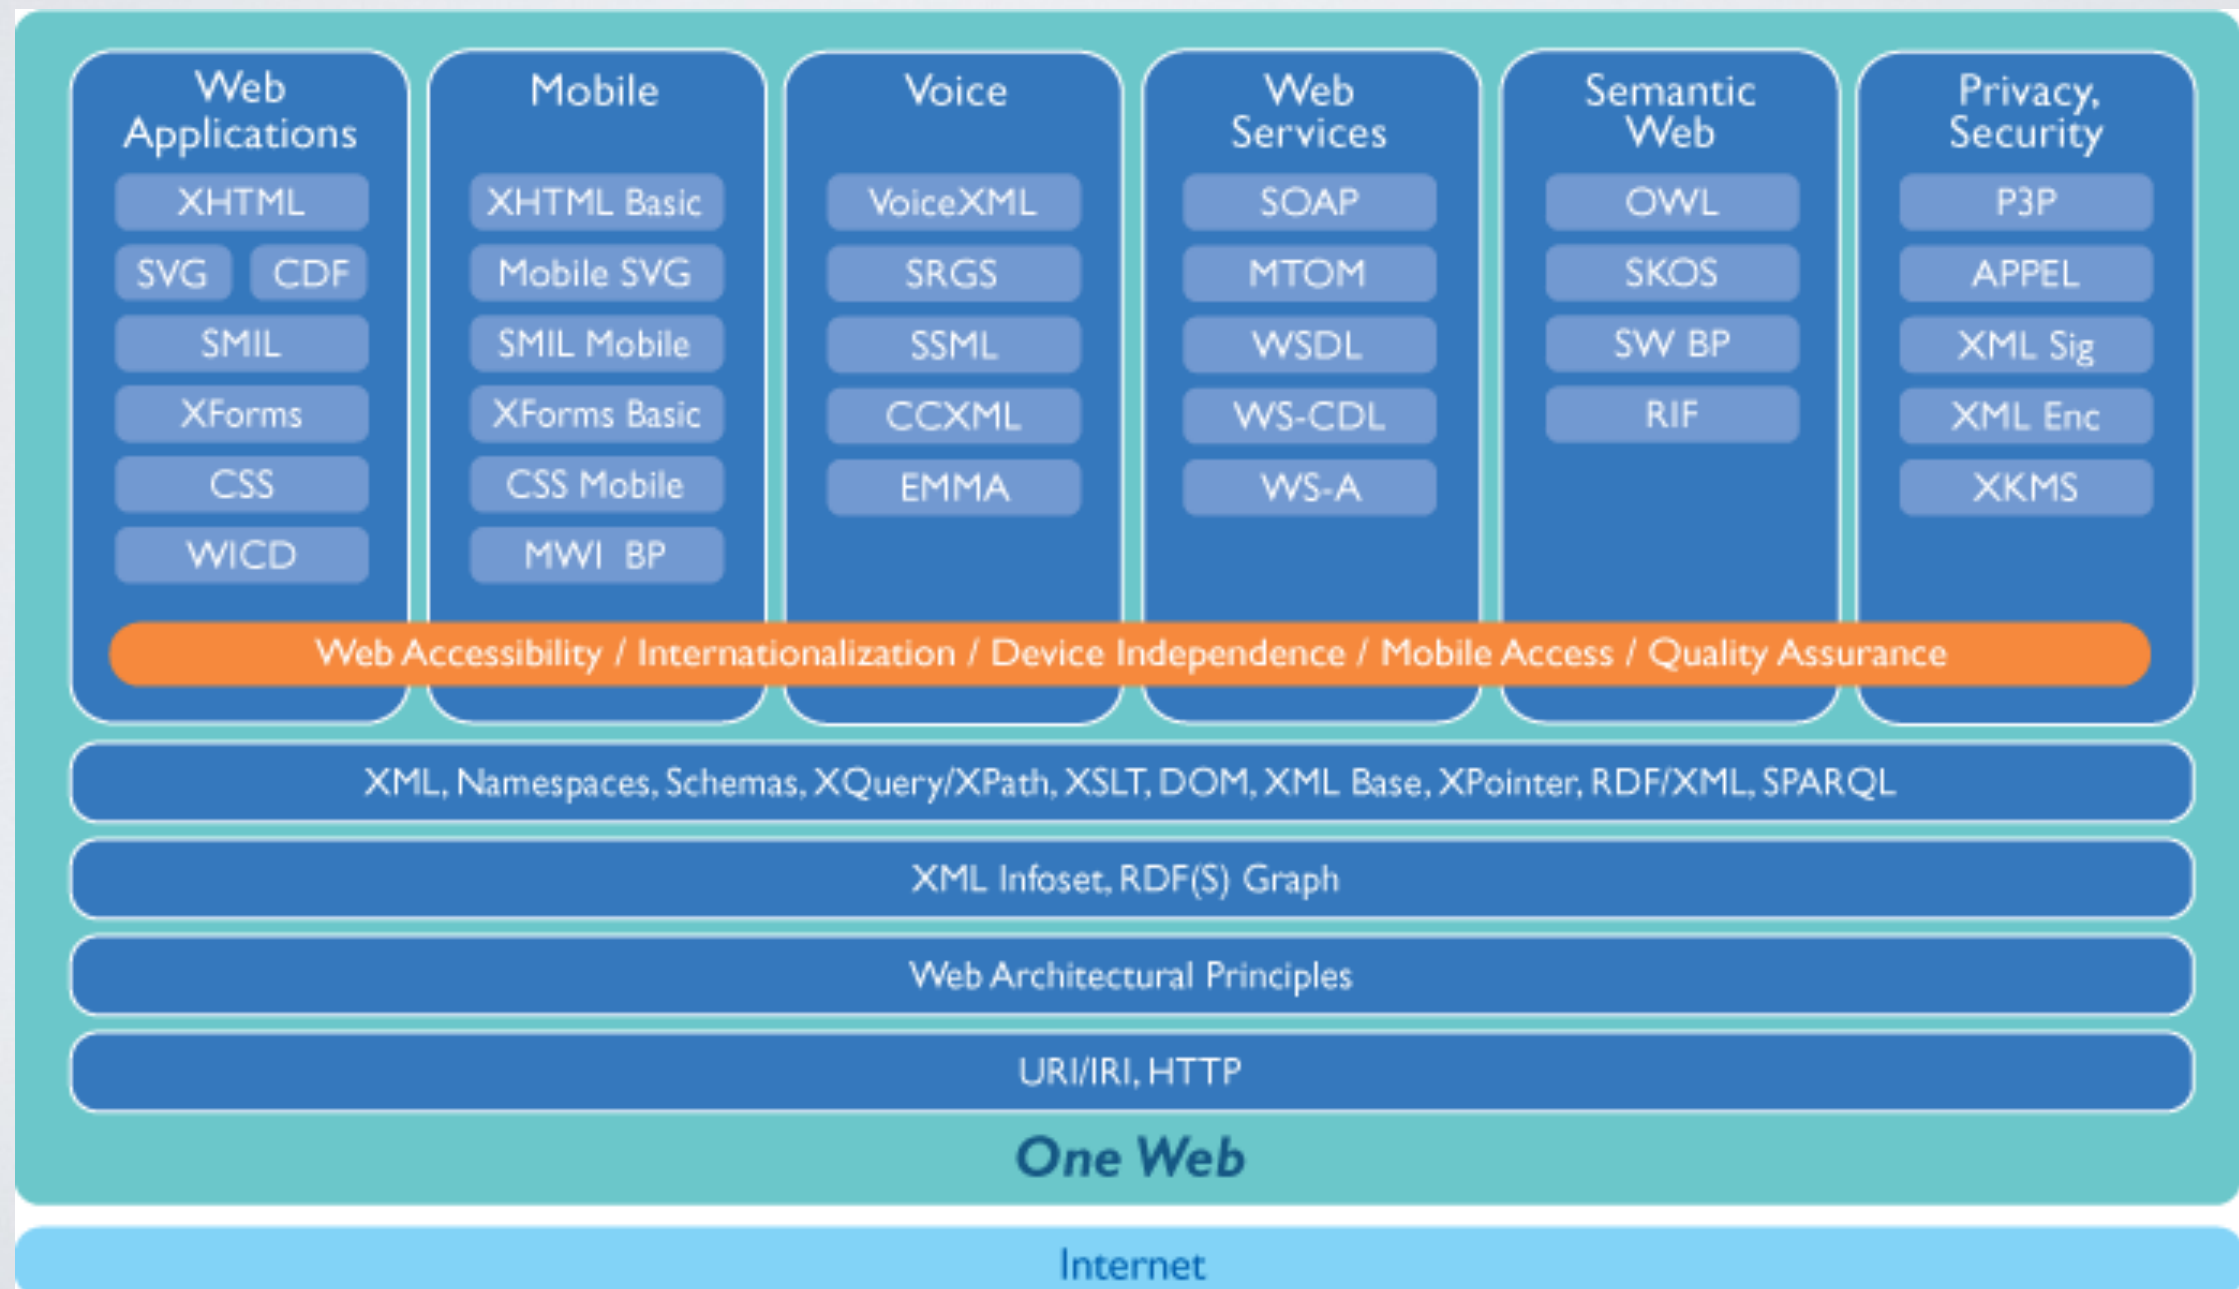 Web
Applications
XHTML
SVG CDF
SMIL
XForms
CSS
WICD
Mobile
XHTML Basic
Mobile SVG
SMIL Mobile
XForms Basic
CSS Mobile
MWI BP
Voice
VoiceXML
SRGS
SSML
CCXML
EMMA
Web
Services
SOAP
MTOM
WSDL
WS-CDL
WS-A
Semantic
Web
OWL
SKOS
SW BP
RIF
Privacy,
Security
P3P
APPEL
XML Sig
XML Enc
XKMS
Web Accessibility / Internationalization / Device Independence / Mobile Access / Quality Assurance
XML, Namespaces, Schemas, XQuery/XPath, XSLT, DOM, XML Base, XPointer, RDF/XML, SPARQL
XML Infoset, RDF(S) Graph
Web Architectural Principles
URI/IRI, HTTP
One Web
Internet